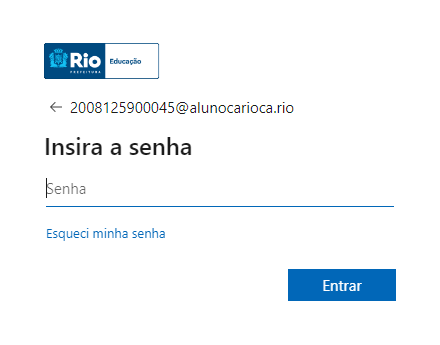 Rio
PREFEITURA
Educação
2008125900045@alunocarioca.rio
Insira a senha
Senha
Esqueci minha senha
Entrar